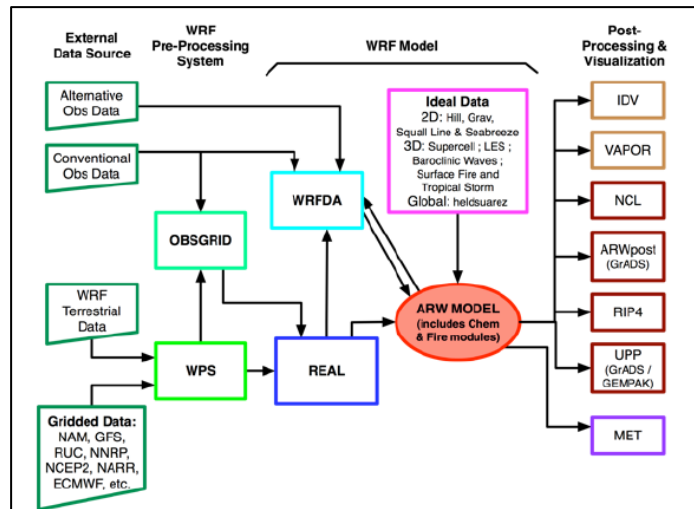 External
Data Source
WRF
Pre-Processing
System
WRF Model
Post-
Processing &
Visualization
Alternative
Obs Data
Conventional
Obs Data
WRF
Terrestrial
Data
Gridded Data:
NAM, GFS,
RUC, NNRP,
NCEP2, NARR,
ECMWF, etc.
OBSGRID
WPS
WRFDA
REAL
Ideal Data
2D: Hill, Grav,
Squall Line & Seabreeze
3D: Supercell ; LES ;
Baroclinic Waves ;
Surface Fire and
Tropical Storm
Global: heldsuarez
ARW MODEL
(includes Chem
& Fire modules)
IDV
VAPOR
NCL
ARWpost
(GrADS)
RIP4
UPP
(GrADS /
GEMPAK)
MET